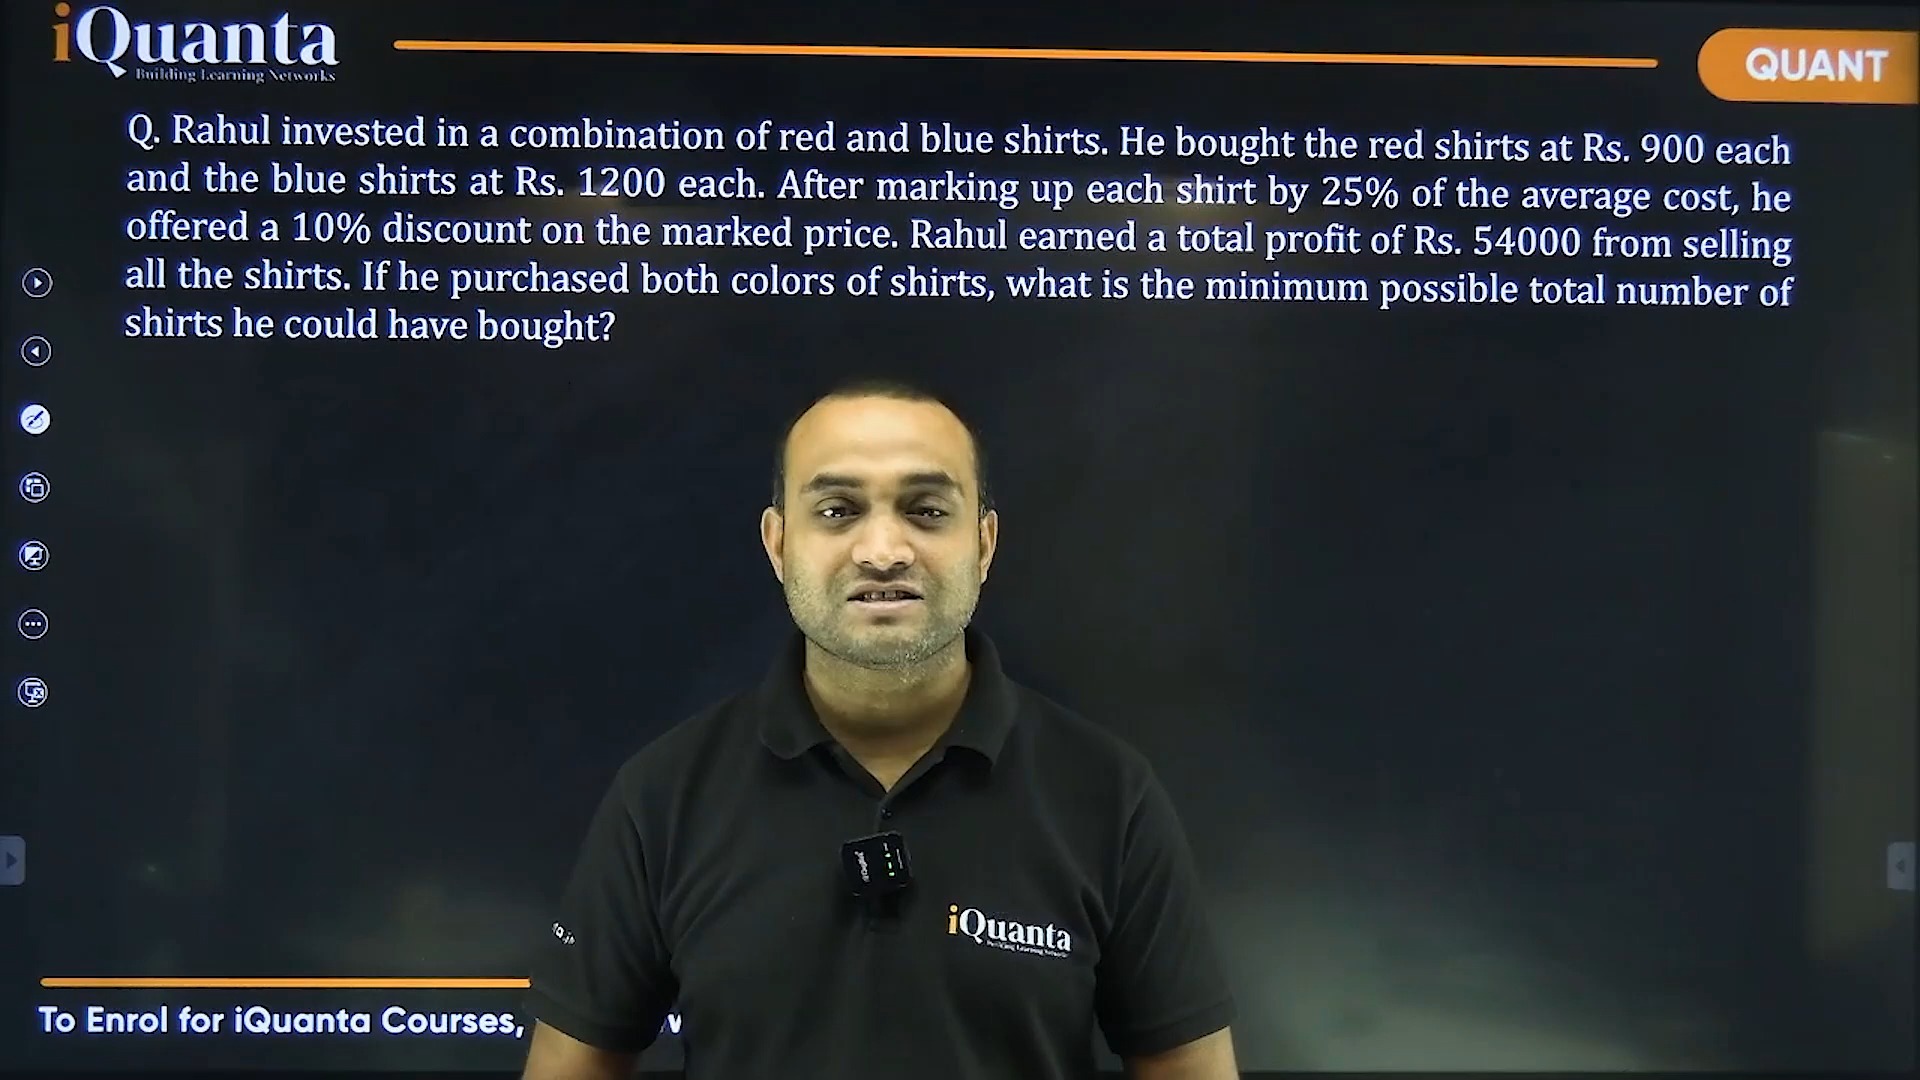 iQuanta
Building Learning Networks
QUANT
Q. Rahul invested in a combination of red and blue shirts. He bought the red shirts at Rs. 900 each
and the blue shirts at Rs. 1200 each. After marking up each shirt by 25% of the average cost, he
offered a 10% discount on the marked price. Rahul earned a total profit of Rs. 54000 from selling
all the shirts. If he purchased both colors of shirts, what is the minimum possible total number of
shirts he could have bought?
iQuanta
Building Learning Networks
To Enrol for iQuanta Courses,